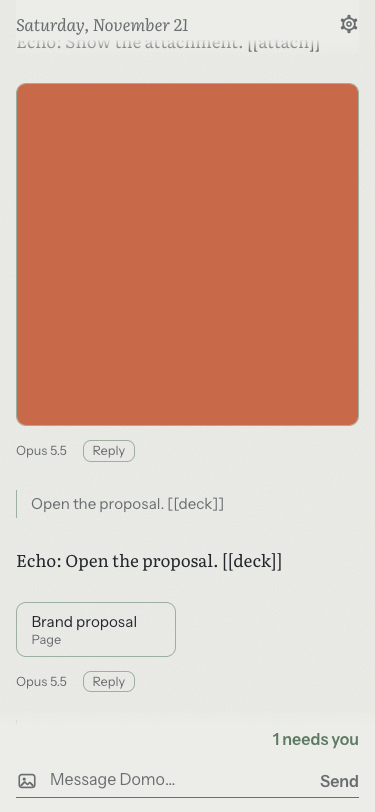 Saturday, November 21
Echo: Show the attachment. [[attach]]
Opus 5.5 Reply
Open the proposal. [[deck]]
Echo: Open the proposal. [[deck]]
Brand proposal
Page
Opus 5.5 Reply
1 needs you
Message Domo... Send